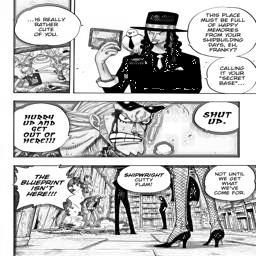 THIS PLACE
MUST BE FULL
OF HAPPY
MEMORIES
FROM YOUR
SHIPBUILDING
DAYS, EH,
FRANKY?
CALLING
IT YOUR
"SECRET
BASE"...
...IS REALLY
RATHER
CUTE
OF YOU.
SHUT
UP.
HURRY
UP AND
GET
OUT OF
HERE!!!
NOT UNTIL
WE GET
WHAT
WE'VE
COME FOR.
SHIPWRIGHT
CUTTY
FLAM!
THE
BLUEPRINT
ISN'T
HERE!!!